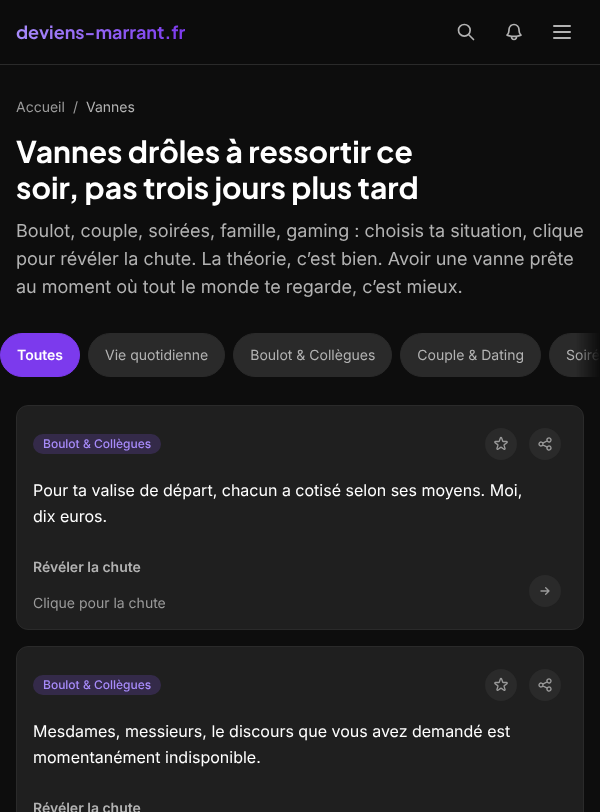 deviens-marrant.fr
Accueil / Vannes
Vannes drôles à ressortir ce
soir, pas trois jours plus tard
Boulot, couple, soirées, famille, gaming : choisis ta situation, clique
pour révéler la chute. La théorie, c’est bien. Avoir une vanne prête
au moment où tout le monde te regarde, c’est mieux.
Toutes
Vie quotidienne
Boulot & Collègues
Couple & Dating
Boulot & Collègues
Pour ta valise de départ, chacun a cotisé selon ses moyens. Moi,
dix euros.
Révéler la chute
Clique pour la chute
Boulot & Collègues
Mesdames, messieurs, le discours que vous avez demandé est
momentanément indisponible.
Révéler la chute